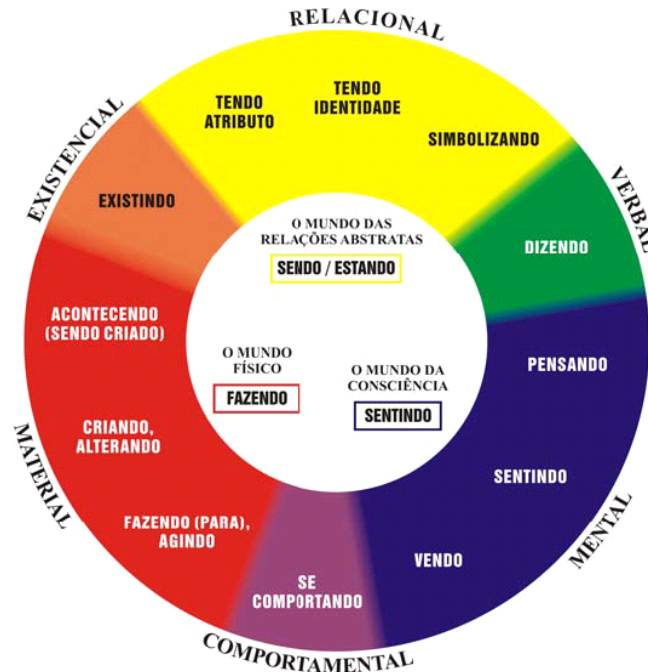 RELACIONAL
TENDO
ATRIBUTO
TENDO
IDENTIDADE
SIMBOLIZANDO
EXISTENCIAL
EXISTINDO
VERBAL
DIZENDO
O MUNDO DAS
RELAÇÕES ABSTRATAS
SENDO / ESTANDO
ACONTECENDO
(SENDO CRIADO)
O MUNDO
FÍSICO
FAZENDO
O MUNDO DA
CONSCIÊNCIA
SENTINDO
PENSANDO
CRIANDO,
ALTERANDO
SENTINDO
MATERIAL
FAZENDO (PARA),
AGINDO
VENDO
MENTAL
SE
COMPORTANDO
COMPORTAMENTAL